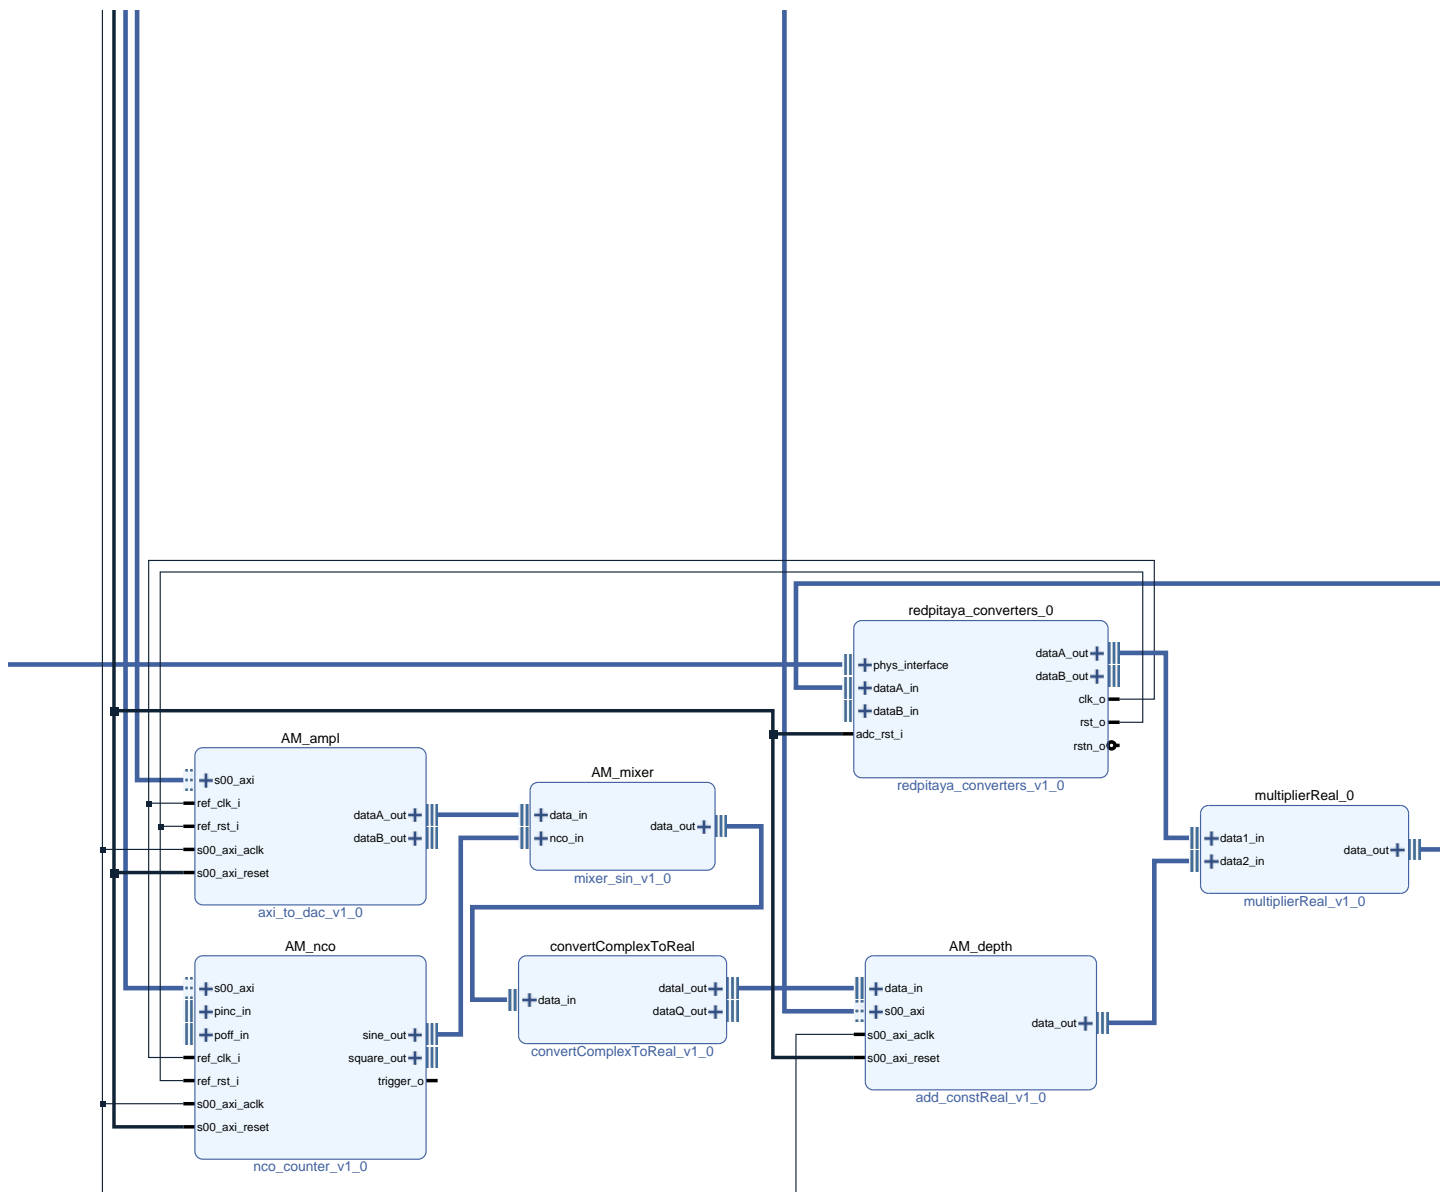 redpitaya_converters_0
phys_interface
dataA_in
dataB_in
adc_rst_i
dataA_out
dataB_out
clk_o
rst_o
rstn_o
redpitaya_converters_v1_0
AM_ampl
s00_axi
ref_clk_i
ref_rst_i
s00_axi_aclk
s00_axi_reset
dataA_out
dataB_out
axi_to_dac_v1_0
AM_mixer
data_in
nco_in
data_out
mixer_sin_v1_0
multiplierReal_0
data1_in
data2_in
data_out
multiplierReal_v1_0
AM_nco
s00_axi
pinc_in
poff_in
ref_clk_i
ref_rst_i
s00_axi_aclk
s00_axi_reset
sine_out
square_out
trigger_o
nco_counter_v1_0
convertComplexToReal
data_in
dataI_out
dataQ_out
convertComplexToReal_v1_0
AM_depth
data_in
s00_axi
s00_axi_aclk
s00_axi_reset
data_out
add_constReal_v1_0